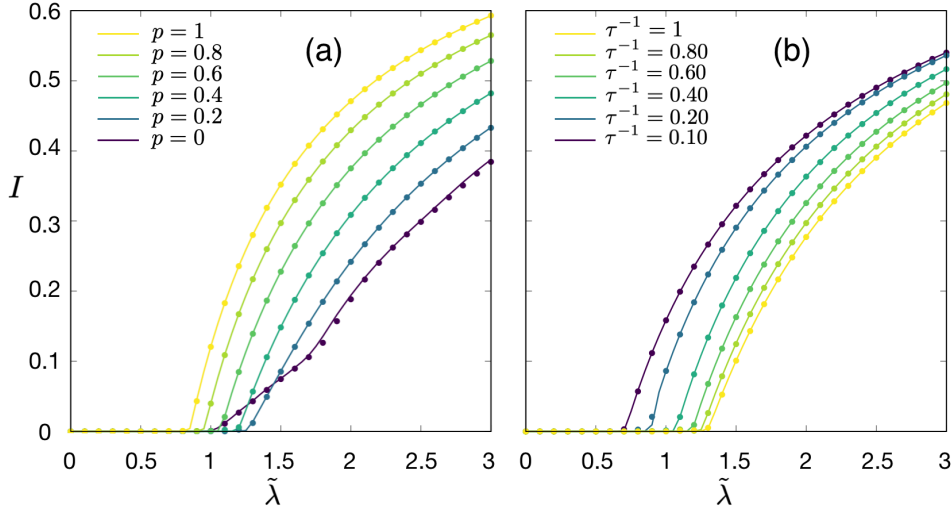 (a)
p = 1
p = 0.8
p = 0.6
p = 0.4
p = 0.2
p = 0
I
0.6
0.5
0.4
0.3
0.2
0.1
0
0 0.5 1 1.5 2 2.5 3
λ̃
(b)
τ⁻¹ = 1
τ⁻¹ = 0.80
τ⁻¹ = 0.60
τ⁻¹ = 0.40
τ⁻¹ = 0.20
τ⁻¹ = 0.10
0 0.5 1 1.5 2 2.5 3
λ̃